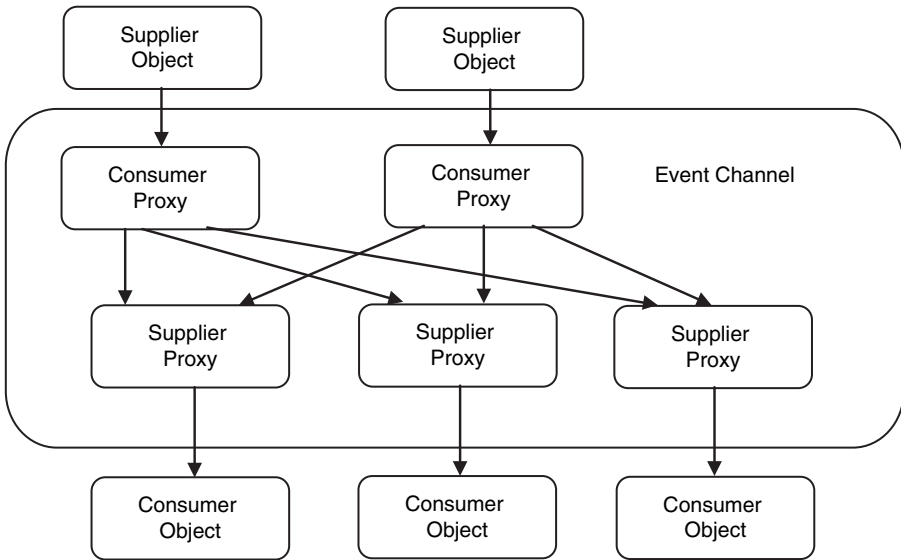 Supplier
Object
Supplier
Object
Consumer
Proxy
Consumer
Proxy
Event Channel
Supplier
Proxy
Supplier
Proxy
Supplier
Proxy
Consumer
Object
Consumer
Object
Consumer
Object